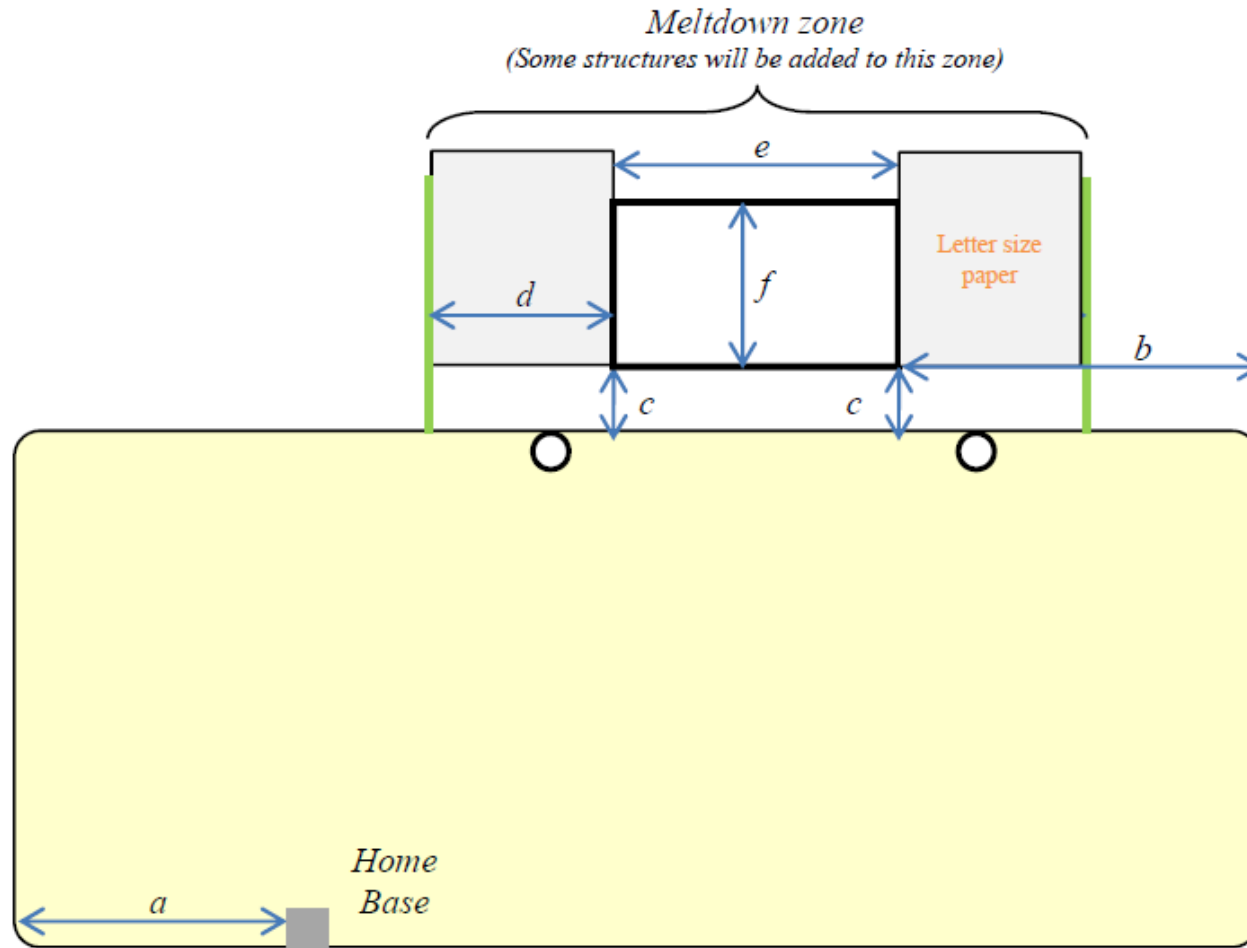 Meltdown zone
(Some structures will be added to this zone)
e
Letter size
paper
f
d
b
c
c
Home
Base
a